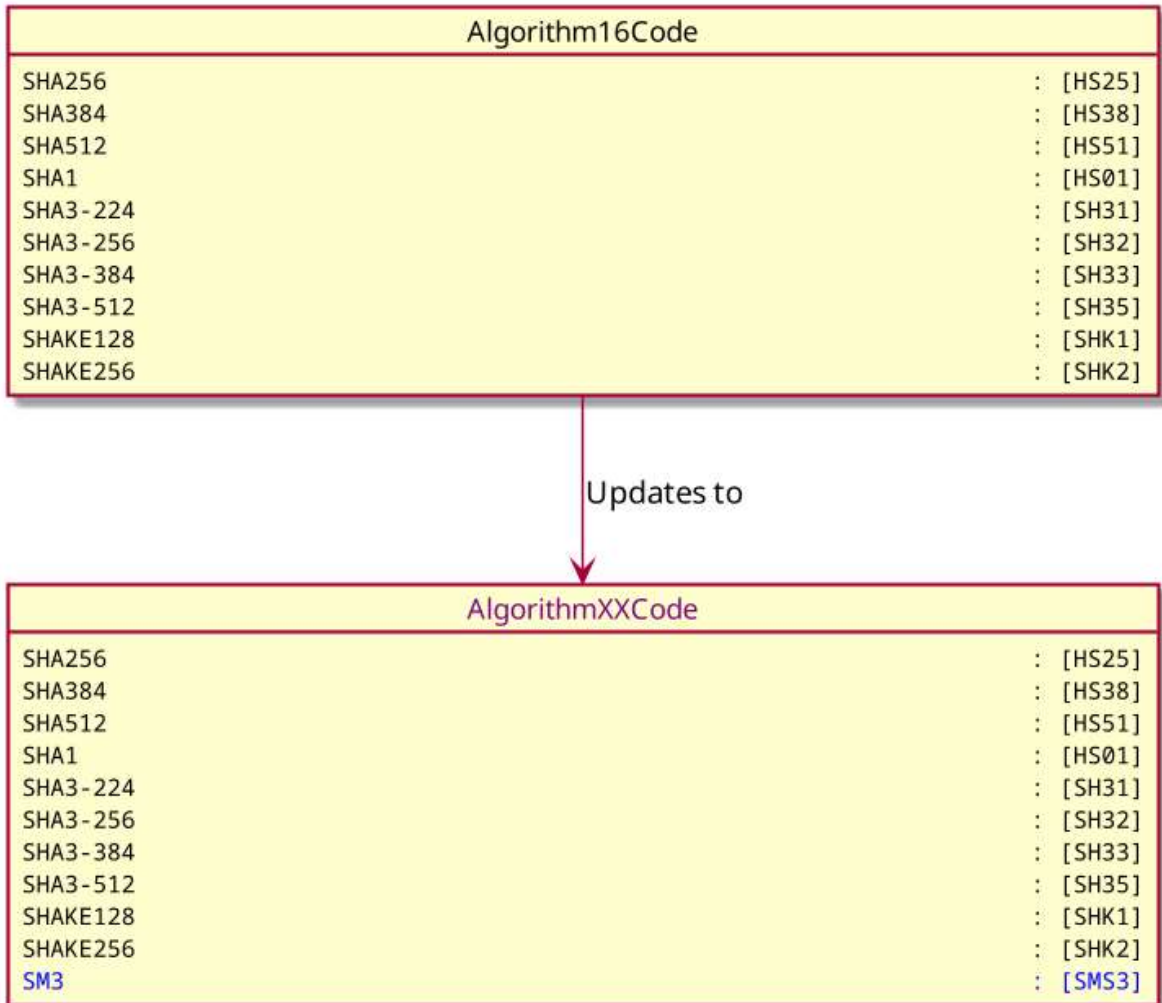 Algorithm16Code
SHA256 : [HS25]
SHA384 : [HS38]
SHA512 : [HS51]
SHA1 : [HS01]
SHA3-224 : [SH31]
SHA3-256 : [SH32]
SHA3-384 : [SH33]
SHA3-512 : [SH35]
SHAKE128 : [SHK1]
SHAKE256 : [SHK2]
Updates to
AlgorithmXXCode
SHA256 : [HS25]
SHA384 : [HS38]
SHA512 : [HS51]
SHA1 : [HS01]
SHA3-224 : [SH31]
SHA3-256 : [SH32]
SHA3-384 : [SH33]
SHA3-512 : [SH35]
SHAKE128 : [SHK1]
SHAKE256 : [SHK2]
SM3 : [SMS3]